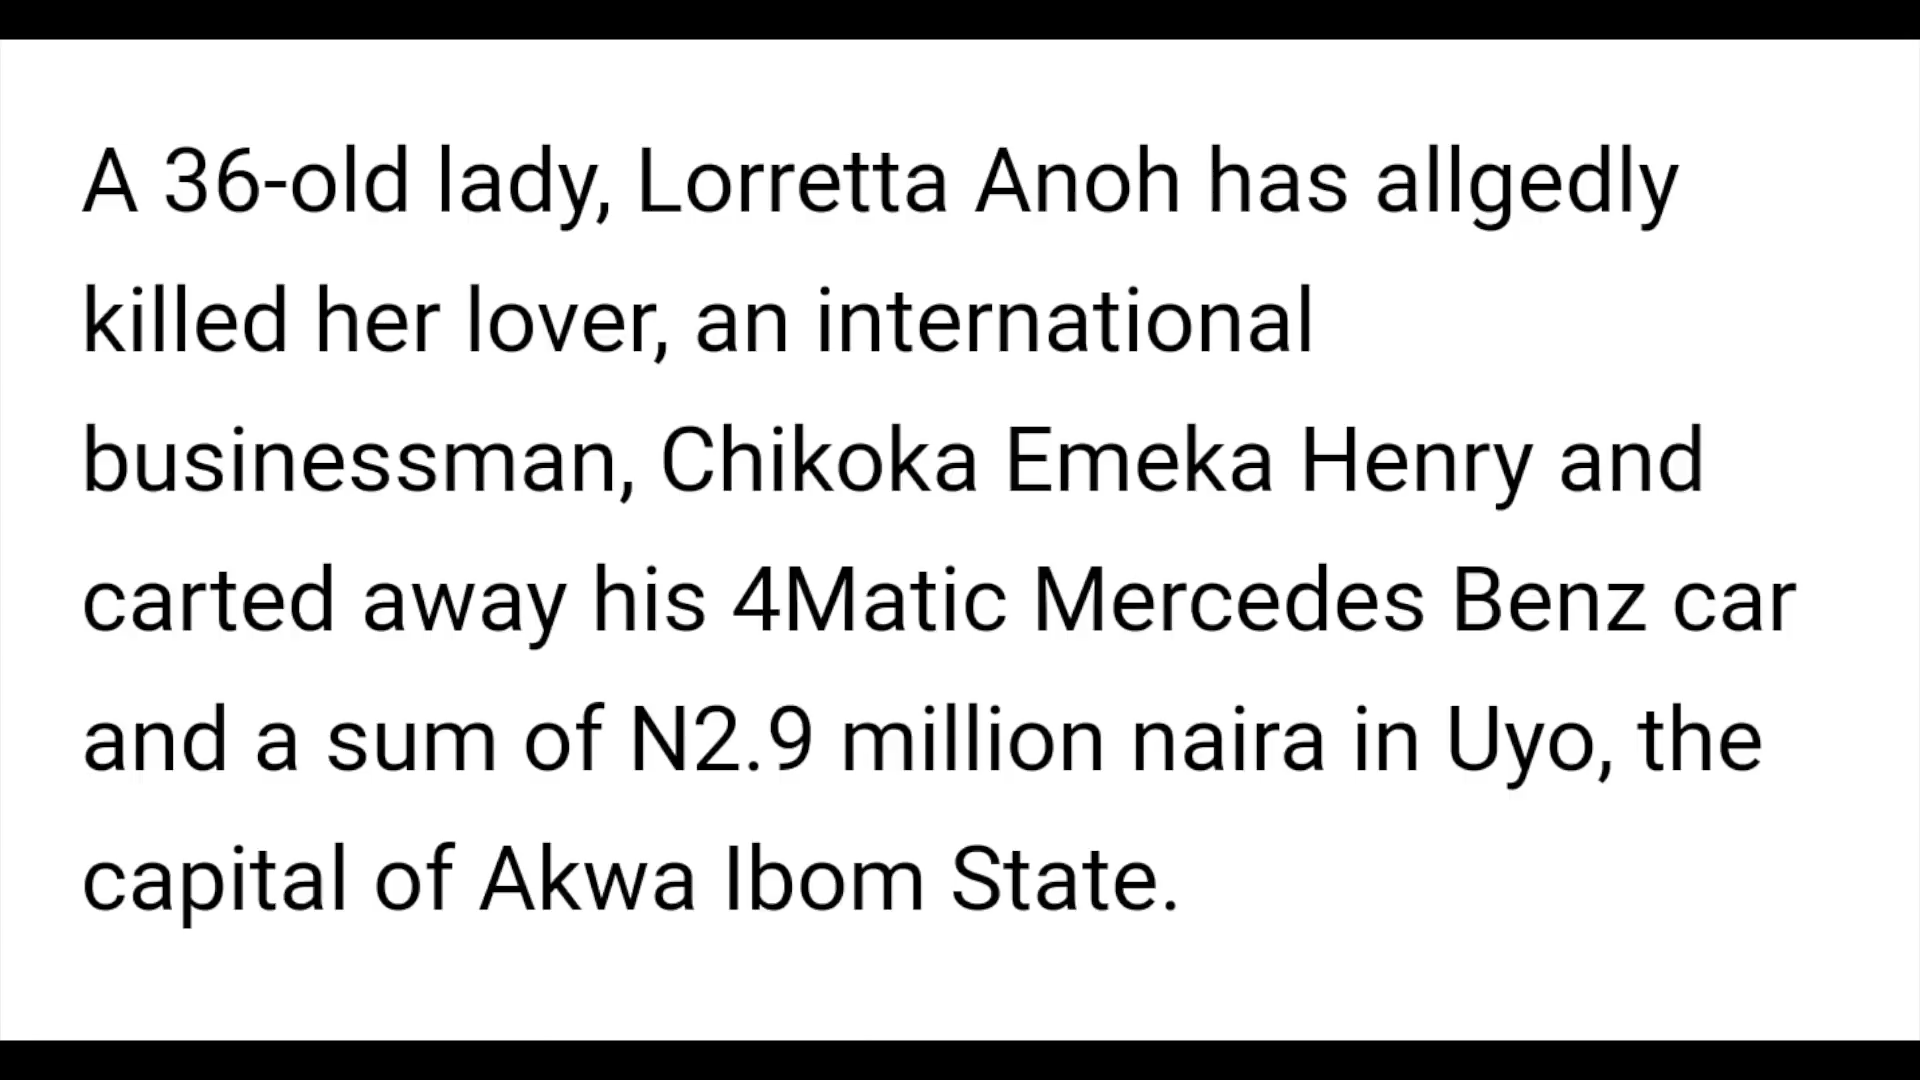 A 36-old lady, Lorretta Anoh has allgedly
killed her lover, an international
businessman, Chikoka Emeka Henry and
carted away his 4Matic Mercedes Benz car
and a sum of N2.9 million naira in Uyo, the
capital of Akwa Ibom State.